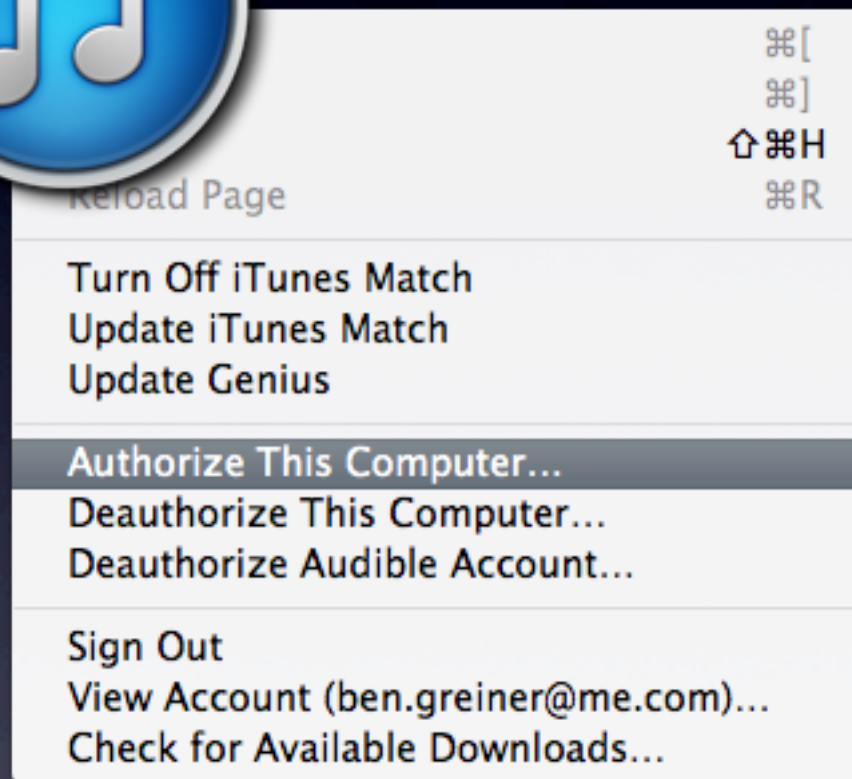 ⌘[
⌘]
⇧⌘H
Reload Page ⌘R
Turn Off iTunes Match
Update iTunes Match
Update Genius
Authorize This Computer...
Deauthorize This Computer...
Deauthorize Audible Account...
Sign Out
View Account (ben.greiner@me.com)...
Check for Available Downloads...